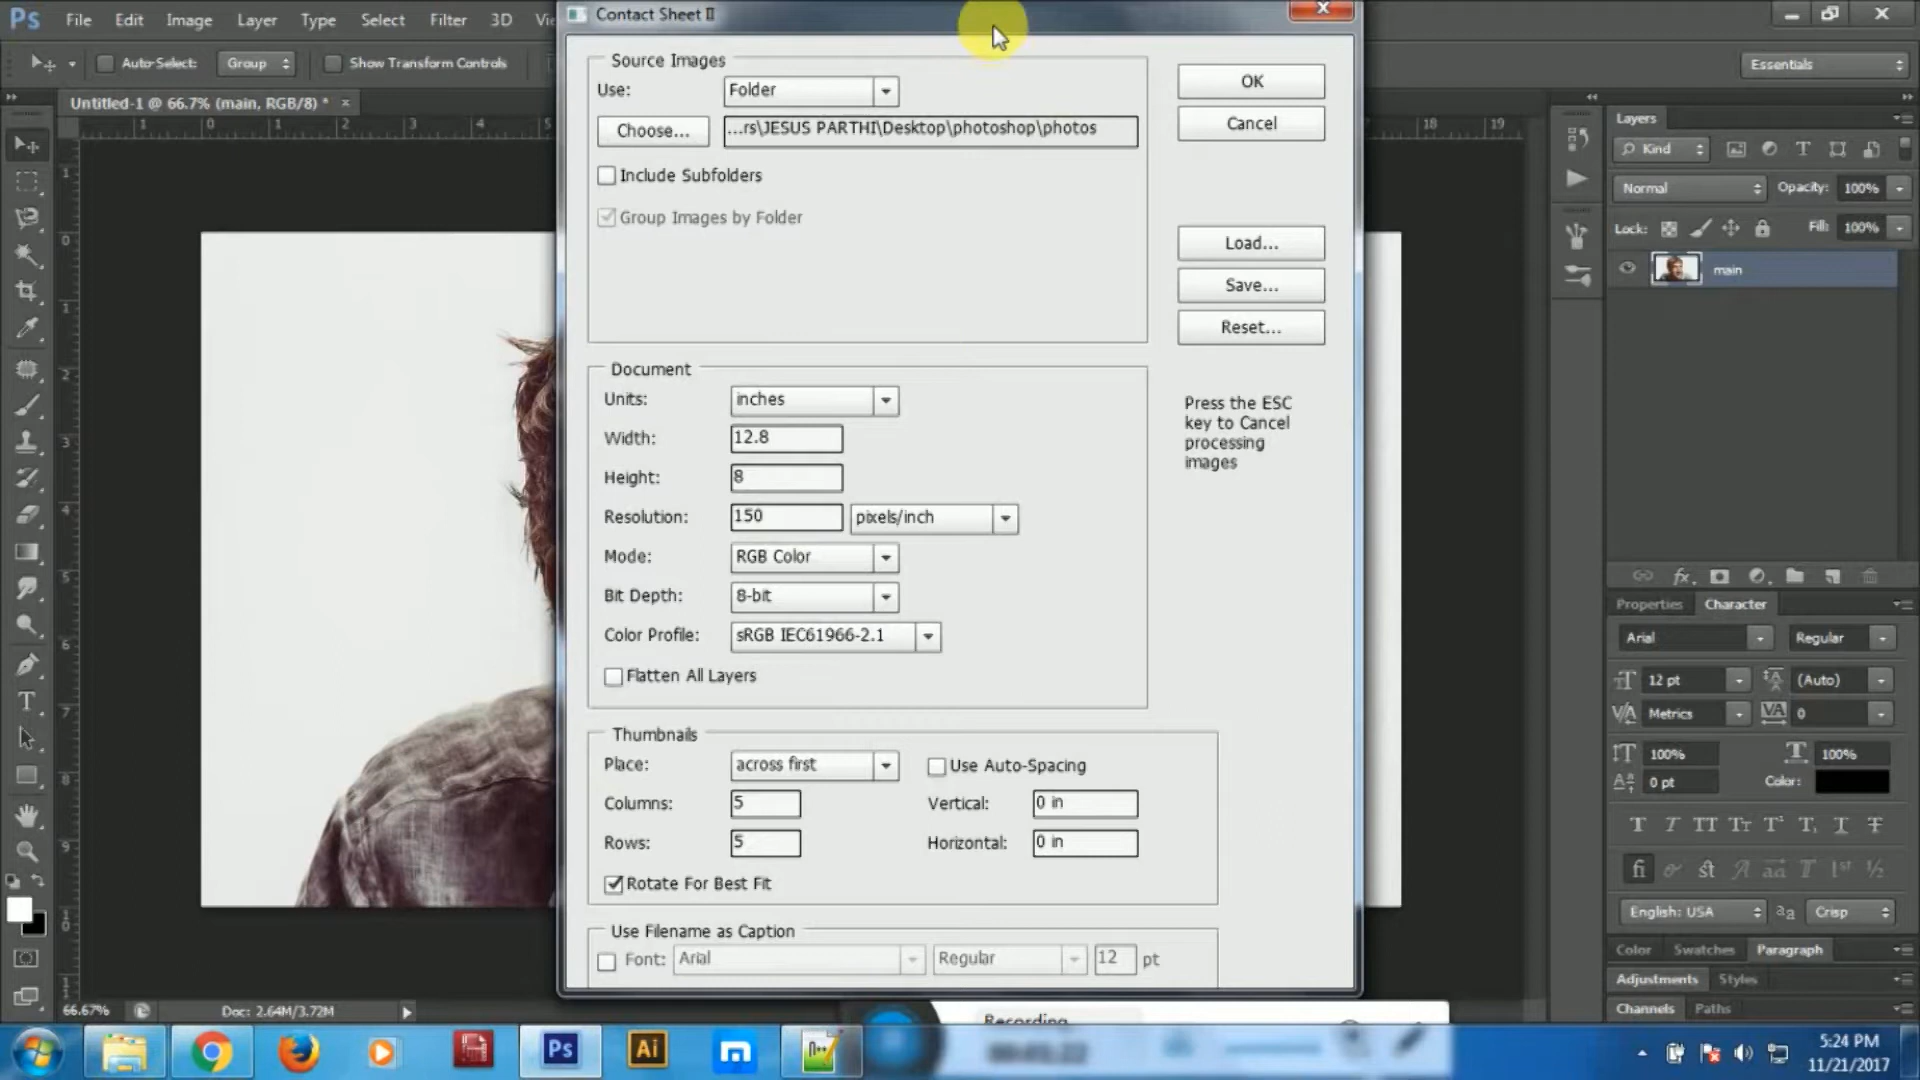 Ps File Edit Image Layer Type Select Filter 3D
Contact Sheet II
Auto-Select: Group Show Transform Controls
Essentials
Untitled-1 @ 66.7% (main, RGB/8) *
Source Images
Use: Folder
Choose... ...rs\JESUS PARTHI\Desktop\photoshop\photos
Include Subfolders
Group Images by Folder
OK
Cancel
Load...
Save...
Reset...
Press the ESC
key to Cancel
processing
images
Document
Units: inches
Width: 12.8
Height: 8
Resolution: 150 pixels/inch
Mode: RGB Color
Bit Depth: 8-bit
Color Profile: sRGB IEC61966-2.1
Flatten All Layers
Thumbnails
Place: across first Use Auto-Spacing
Columns: 5 Vertical: 0 in
Rows: 5 Horizontal: 0 in
Rotate For Best Fit
Use Filename as Caption
Font: Arial Regular 12 pt
Layers
Kind
Normal Opacity: 100%
Lock: Fill: 100%
main
Properties Character
Arial Regular
12 pt (Auto)
Metrics 0
100% 100%
0 pt Color:
English: USA Crisp
Color Swatches Paragraph
Adjustments Styles
Channels Paths
66.67% Doc: 2.64M/3.72M
Recording
Ps Ai
5:24 PM
11/21/2017